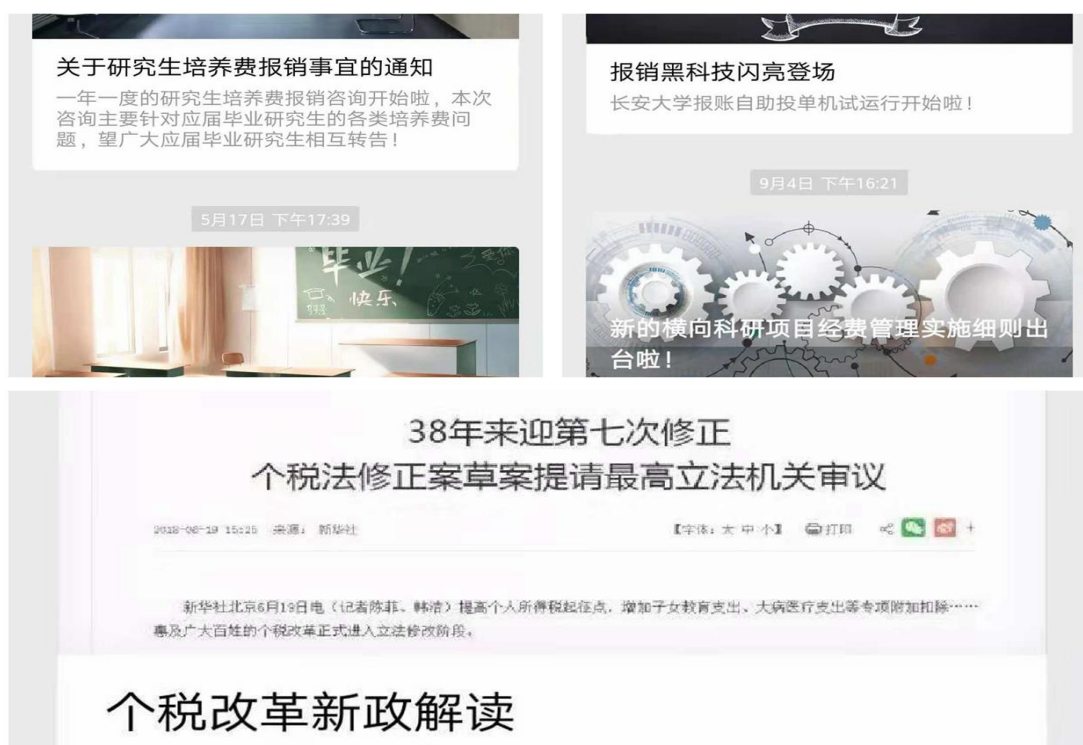 关于研究生培养费报销事宜的通知
一年一度的研究生培养费报销咨询开始啦，本次
咨询主要针对应届毕业研究生的各类培养费问
题，望广大应届毕业研究生相互转告！
5月17日 下午17:39
毕业！
快乐
报销黑科技闪亮登场
长安大学报账自助投单机试运行开始啦！
9月4日 下午16:21
新的横向科研项目经费管理实施细则出
台啦！
38年来迎第七次修正
个税法修正案草案提请最高立法机关审议
2018-06-19 15:25 来源：新华社
【字体：大 中 小】 打印 +
新华社北京6月19日电（记者陈菲、韩洁）提高个人所得税起征点，增加子女教育支出、大病医疗支出等专项附加扣除……
惠及广大百姓的个税改革正式进入立法修改阶段。
个税改革新政解读